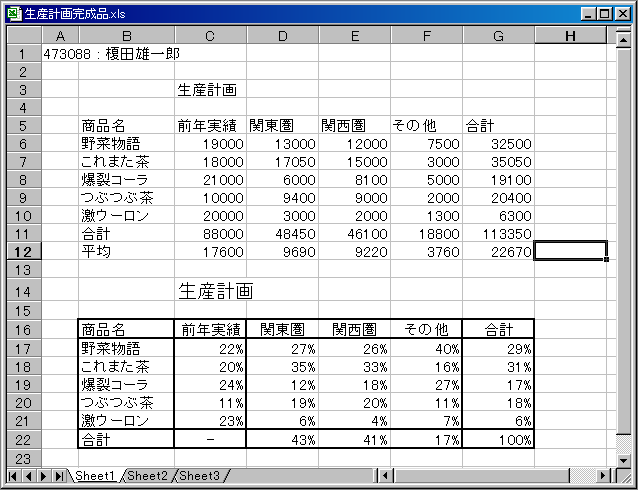 生産計画完成品.xls
A B C D E F G H
1 473088：榎田雄一郎
2
3 生産計画
4
5 商品名 前年実績 関東圏 関西圏 その他 合計
6 野菜物語 19000 13000 12000 7500 32500
7 これまた茶 18000 17050 15000 3000 35050
8 爆裂コーラ 21000 6000 8100 5000 19100
9 つぶつぶ茶 10000 9400 9000 2000 20400
10 激ウーロン 20000 3000 2000 1300 6300
11 合計 88000 48450 46100 18800 113350
12 平均 17600 9690 9220 3760 22670
13
14 生産計画
15
16 商品名 前年実績 関東圏 関西圏 その他 合計
17 野菜物語 22% 27% 26% 40% 29%
18 これまた茶 20% 35% 33% 16% 31%
19 爆裂コーラ 24% 12% 18% 27% 17%
20 つぶつぶ茶 11% 19% 20% 11% 18%
21 激ウーロン 23% 6% 4% 7% 6%
22 合計 - 43% 41% 17% 100%
23
Sheet1 Sheet2 Sheet3